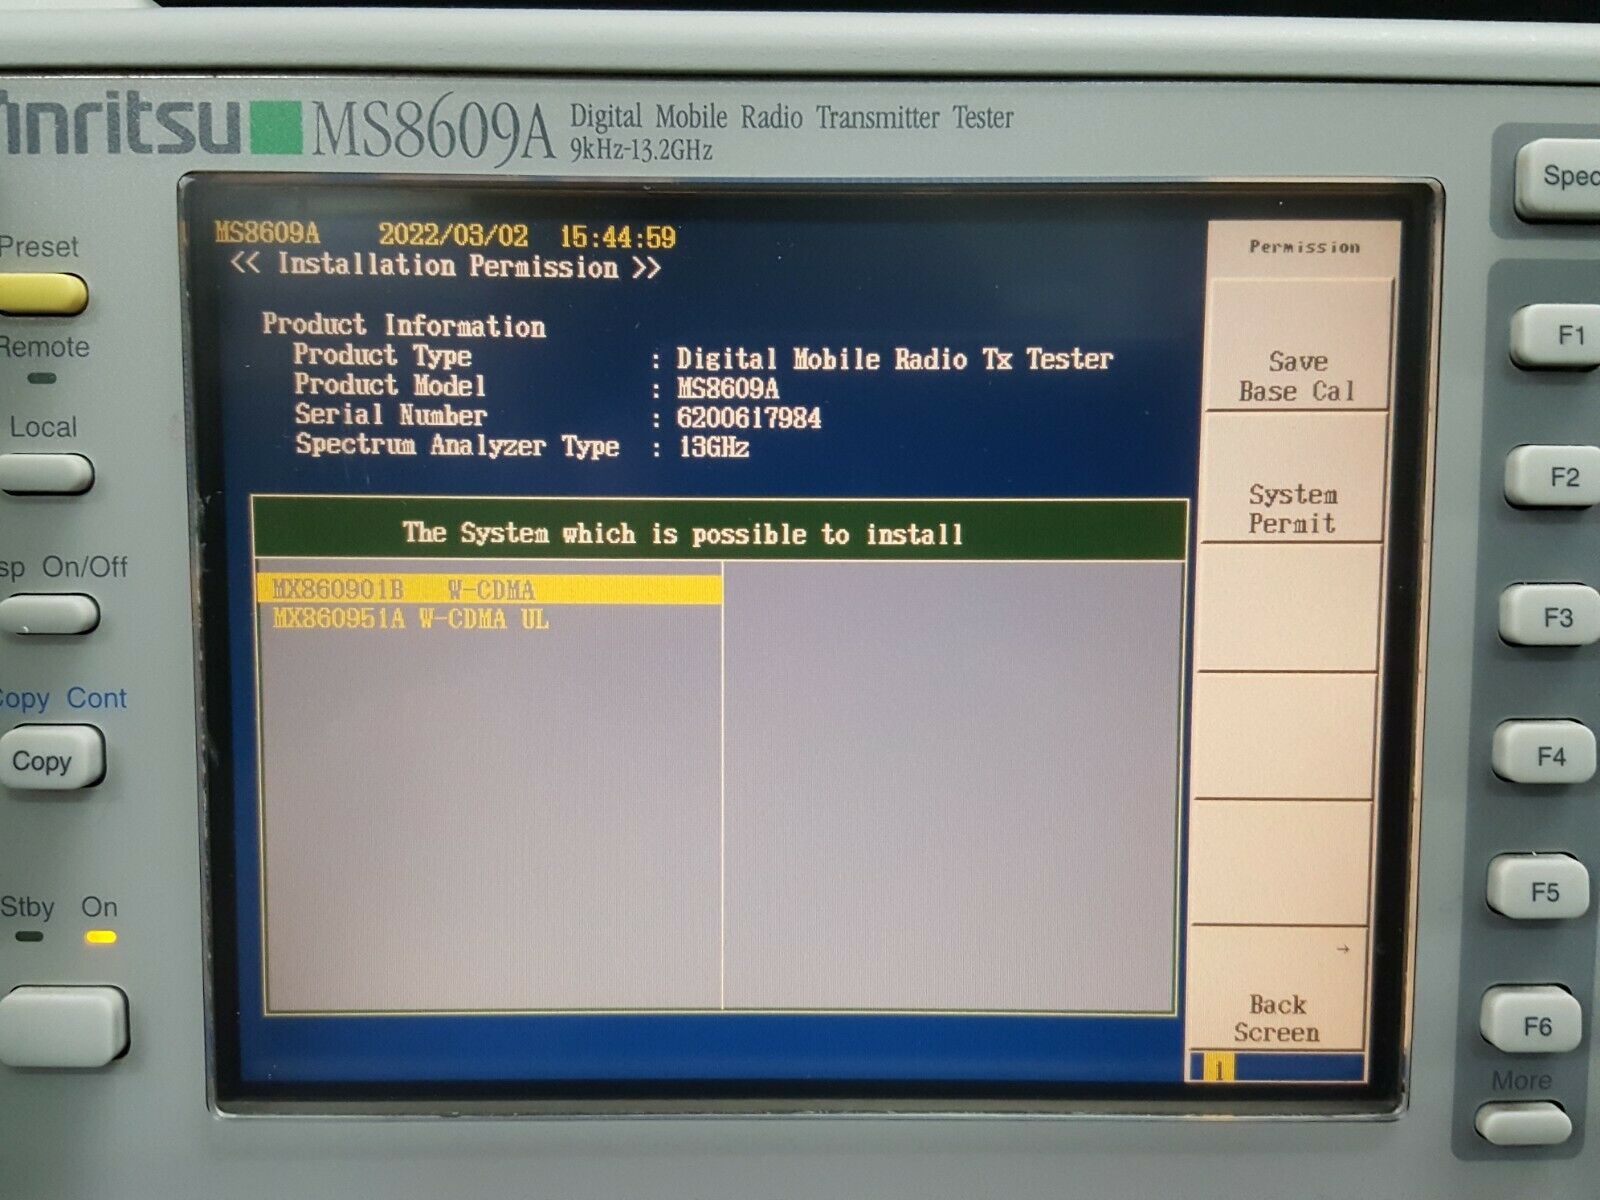 Anritsu MS8609A Digital Mobile Radio Transmitter Tester
9kHz-13.2GHz
Preset
Remote
Local
On/Off
Copy Cont
Copy
Stby On
MS8609A 2022/03/02 15:44:59
<< Installation Permission >>
Product Information
Product Type : Digital Mobile Radio Tx Tester
Product Model : MS8609A
Serial Number : 6200617984
Spectrum Analyzer Type : 13GHz
The System which is possible to install
MX860901B W-CDMA
MX860951A W-CDMA UL
Permission
Save
Base Cal
System
Permit
→
Back
Screen
1
Spec
F1
F2
F3
F4
F5
F6
More